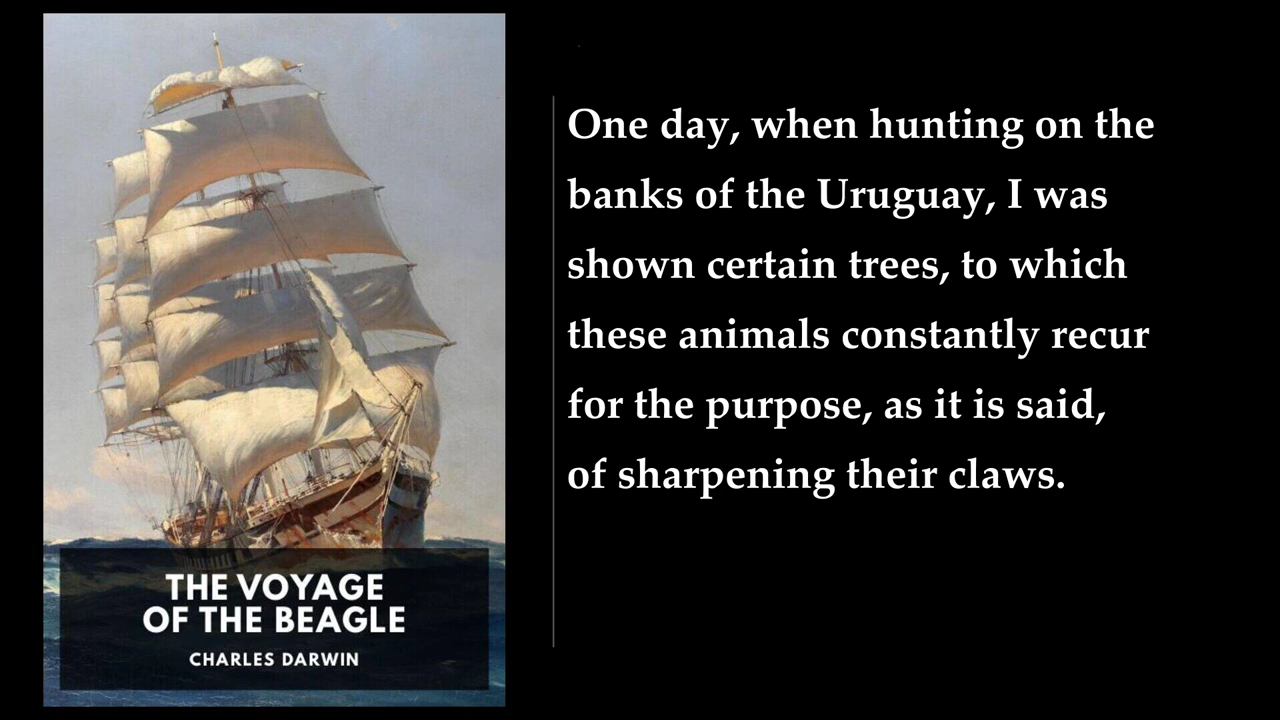 THE VOYAGE
OF THE BEAGLE
CHARLES DARWIN
One day, when hunting on the
banks of the Uruguay, I was
shown certain trees, to which
these animals constantly recur
for the purpose, as it is said,
of sharpening their claws.